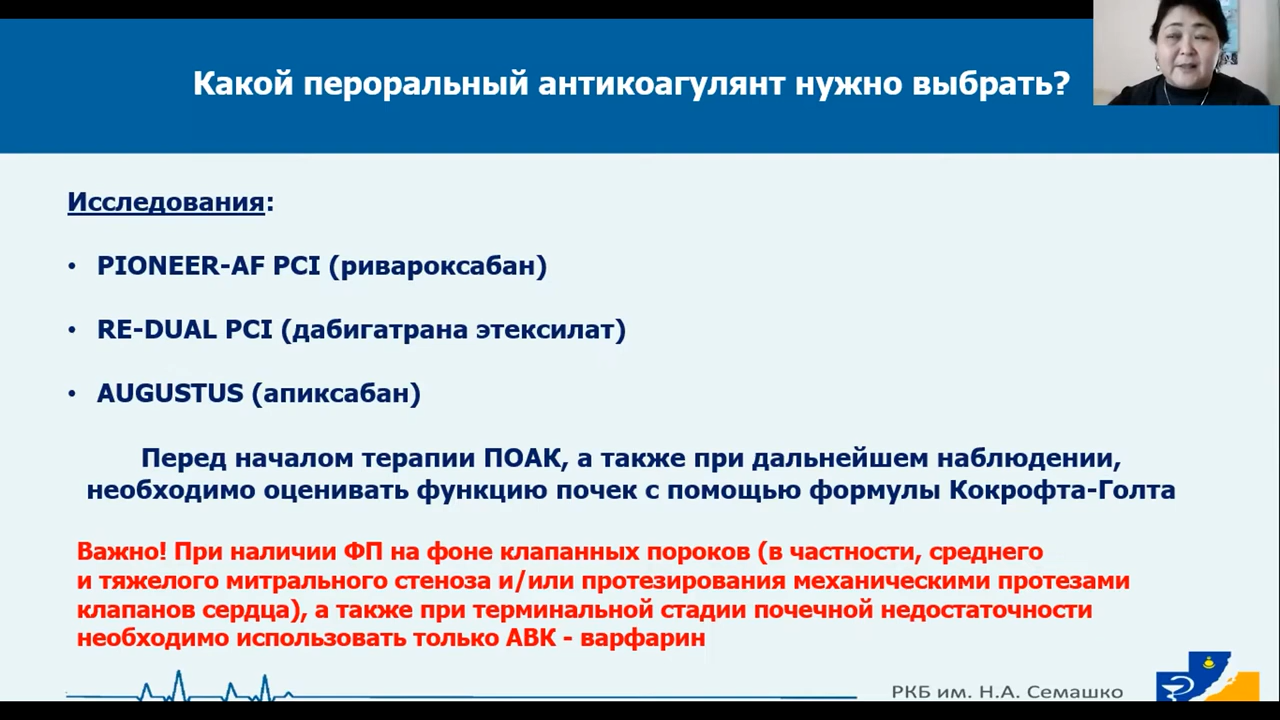 Какой пероральный антикоагулянт нужно выбрать?
Исследования:
• PIONEER-AF PCI (ривароксабан)
• RE-DUAL PCI (дабигатрана этексилат)
• AUGUSTUS (апиксабан)
Перед началом терапии ПОАК, а также при дальнейшем наблюдении,
необходимо оценивать функцию почек с помощью формулы Кокрофта-Голта
Важно! При наличии ФП на фоне клапанных пороков (в частности, среднего
и тяжелого митрального стеноза и/или протезирования механическими протезами
клапанов сердца), а также при терминальной стадии почечной недостаточности
необходимо использовать только АВК - варфарин
РКБ им. Н.А. Семашко